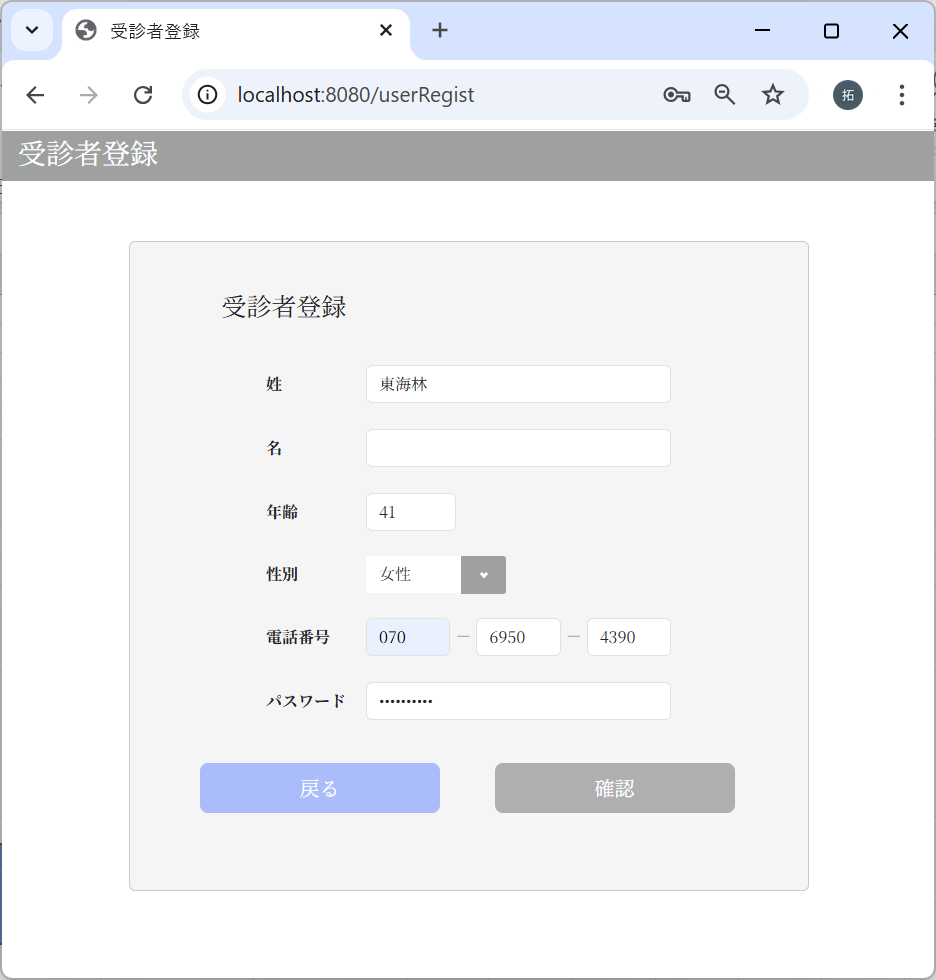 受診者登録
localhost:8080/userRegist
拓
受診者登録
受診者登録
姓 東海林
名
年齢 41
性別 女性
電話番号 070 － 6950 － 4390
パスワード ••••••••••
戻る 確認